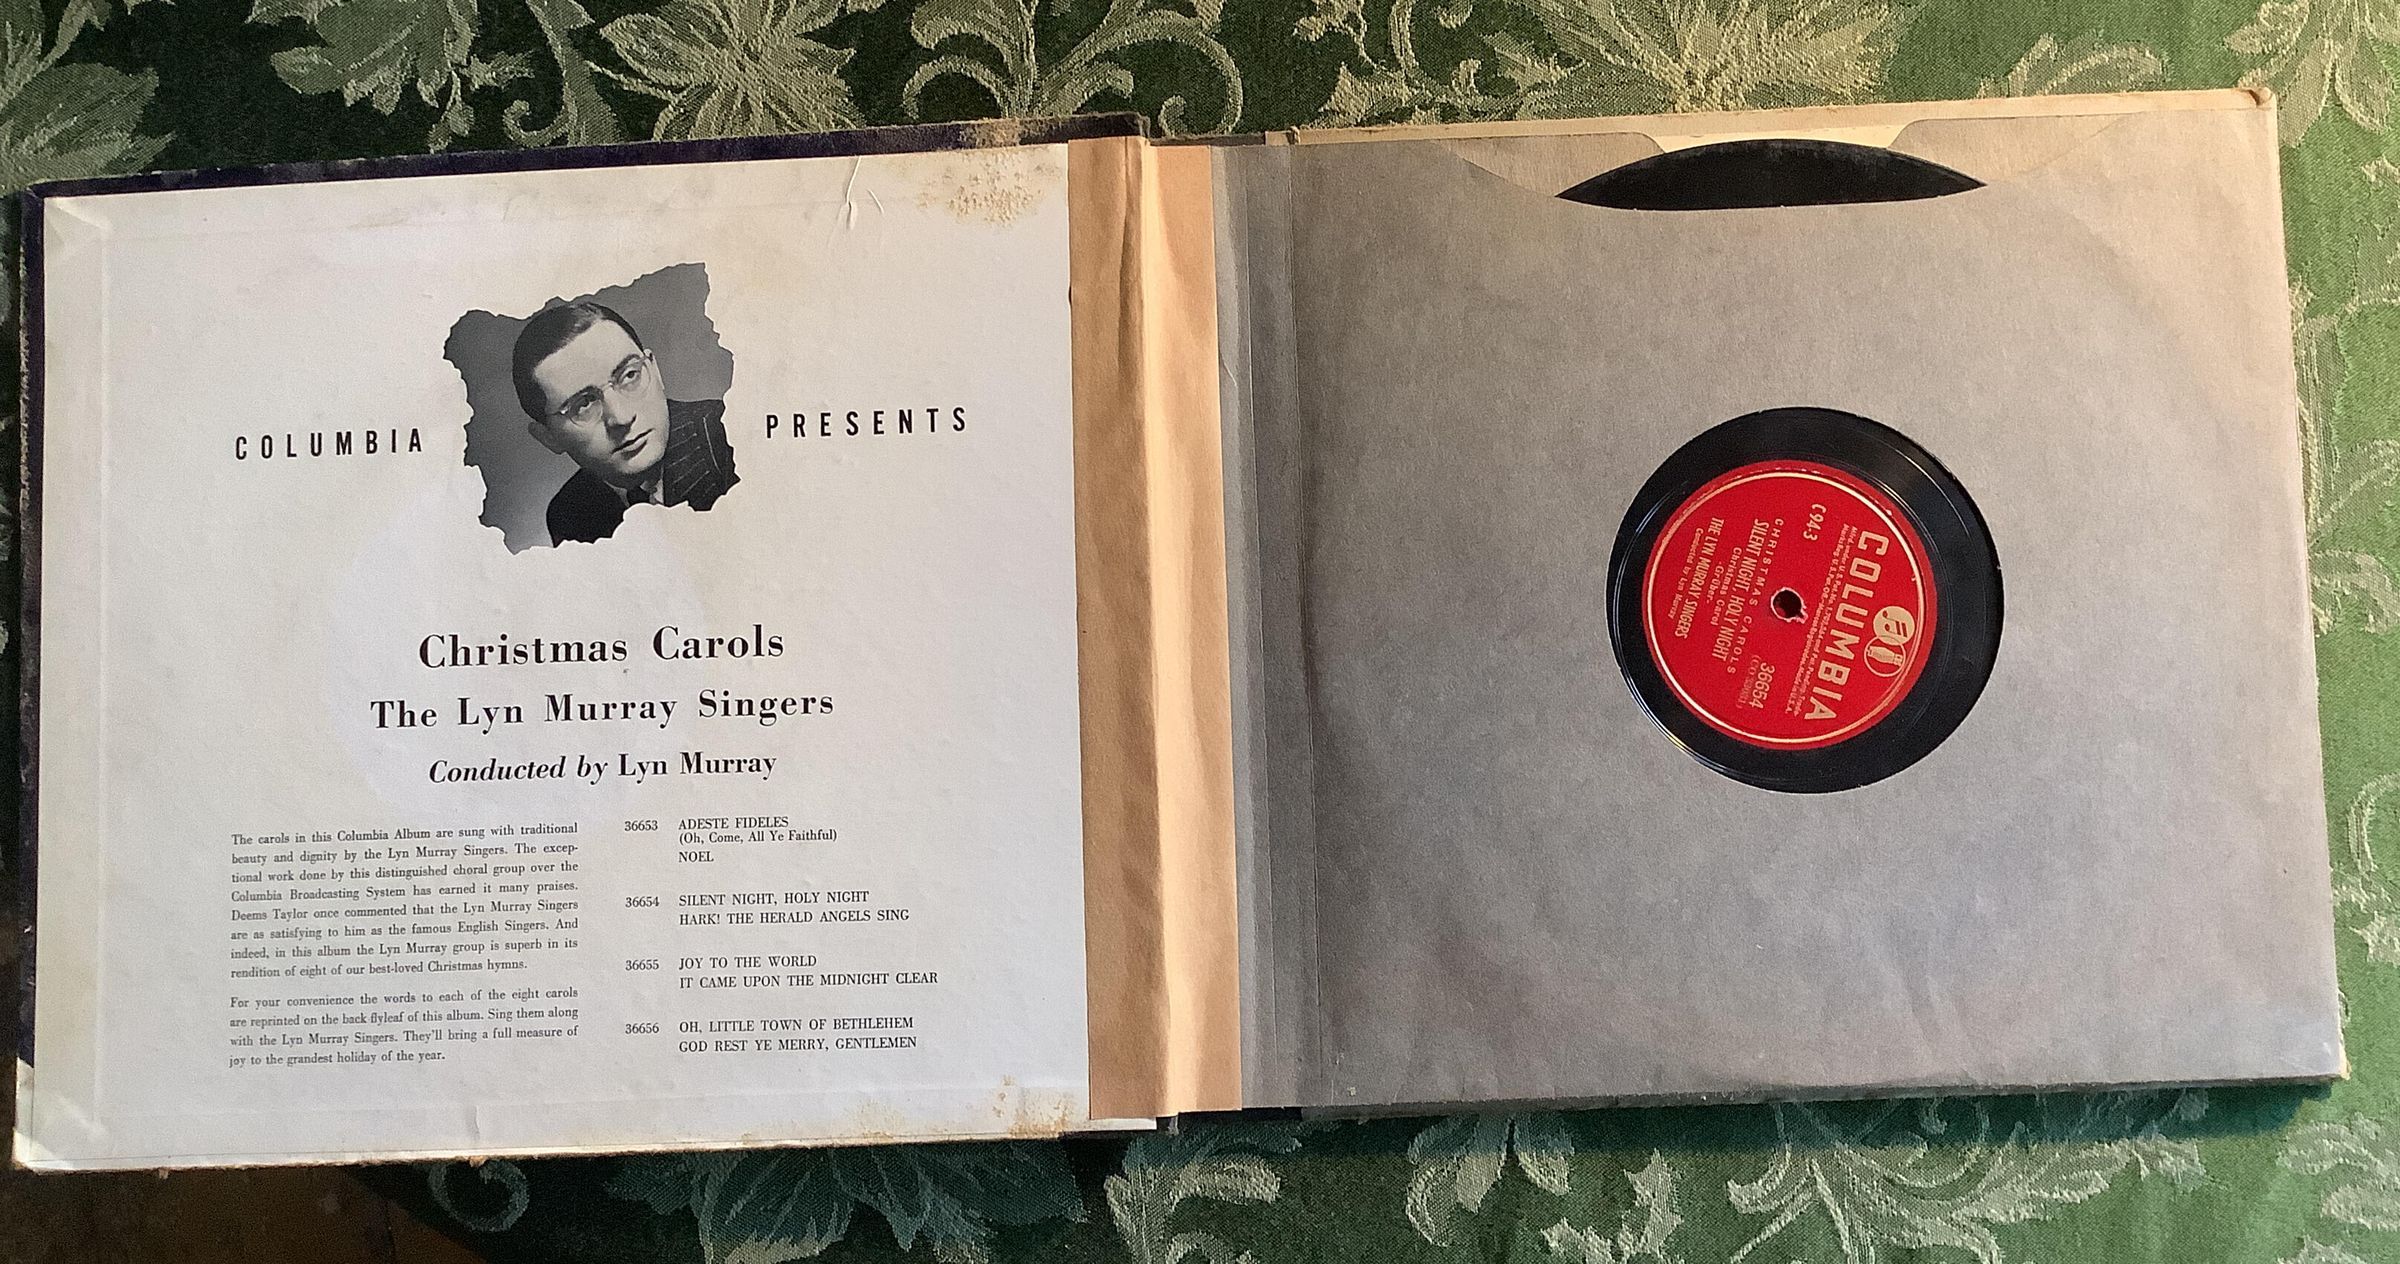 COLUMBIA PRESENTS
Christmas Carols
The Lyn Murray Singers
Conducted by Lyn Murray
The carols in this Columbia Album are sung with traditional
beauty and dignity by the Lyn Murray Singers. The excep-
tional work done by this distinguished choral group over the
Columbia Broadcasting System has earned it many praises.
Deems Taylor once commented that the Lyn Murray Singers
are as satisfying to him as the famous English Singers. And
indeed, in this album the Lyn Murray group is superb in its
rendition of eight of our best-loved Christmas hymns.
For your convenience the words to each of the eight carols
are reprinted on the back flyleaf of this album. Sing them along
with the Lyn Murray Singers. They'll bring a full measure of
joy to the grandest holiday of the year.
36653 ADESTE FIDELES
(Oh, Come, All Ye Faithful)
NOEL
36654 SILENT NIGHT, HOLY NIGHT
HARK! THE HERALD ANGELS SING
36655 JOY TO THE WORLD
IT CAME UPON THE MIDNIGHT CLEAR
36656 OH, LITTLE TOWN OF BETHLEHEM
GOD REST YE MERRY, GENTLEMEN
COLUMBIA
C94-3
36654
CHRISTMAS CAROLS
SILENT NIGHT, HOLY NIGHT
Christmas Carol
-Grüber-
THE LYN MURRAY SINGERS
Conducted by Lyn Murray